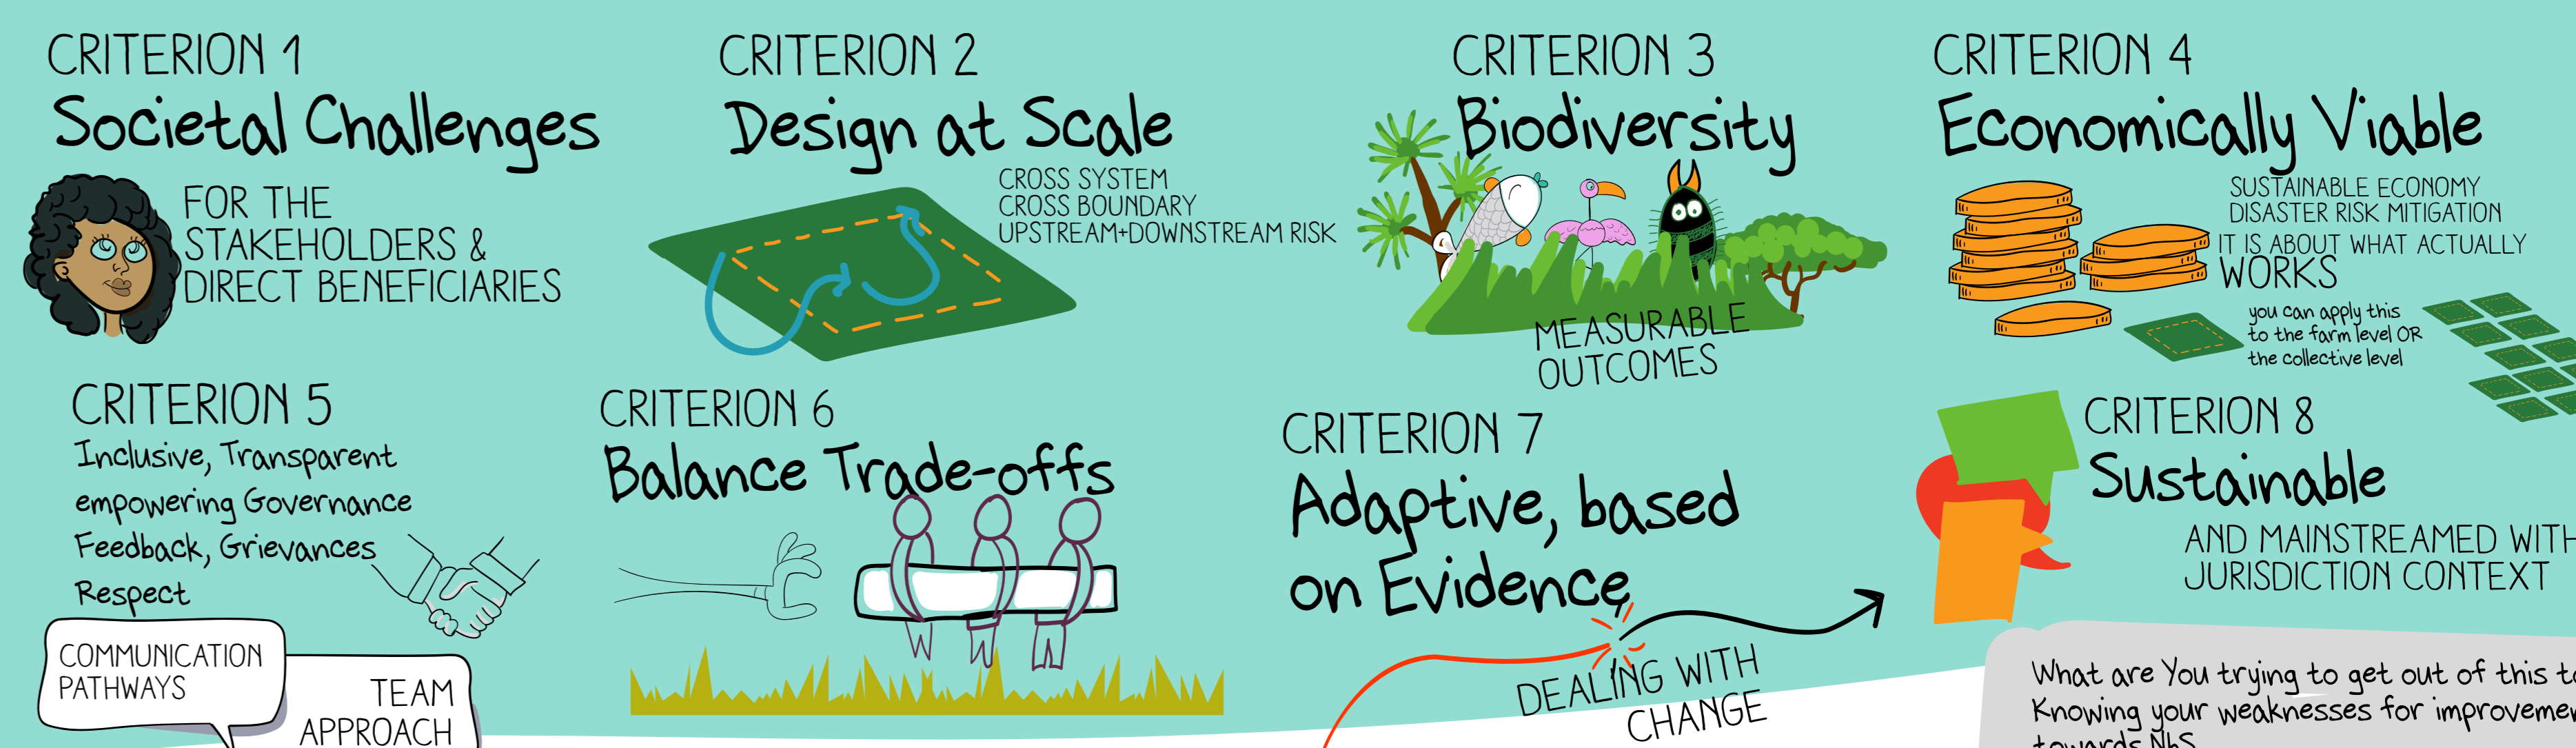 CRITERION 1
Societal Challenges
FOR THE
STAKEHOLDERS &
DIRECT BENEFICIARIES
CRITERION 2
Design at Scale
CROSS SYSTEM
CROSS BOUNDARY
UPSTREAM+DOWNSTREAM RISK
CRITERION 3
Biodiversity
MEASURABLE
OUTCOMES
CRITERION 4
Economically Viable
SUSTAINABLE ECONOMY
DISASTER RISK MITIGATION
IT IS ABOUT WHAT ACTUALLY
WORKS
you can apply this
to the farm level OR
the collective level
CRITERION 5
Inclusive, Transparent
empowering Governance
Feedback, Grievances
Respect
COMMUNICATION
PATHWAYS
TEAM
APPROACH
CRITERION 6
Balance Trade-offs
CRITERION 7
Adaptive, based
on Evidence
DEALING WITH
CHANGE
CRITERION 8
Sustainable
AND MAINSTREAMED WITH
JURISDICTION CONTEXT
What are You trying to get out of this
Knowing your weaknesses for
towards NbS